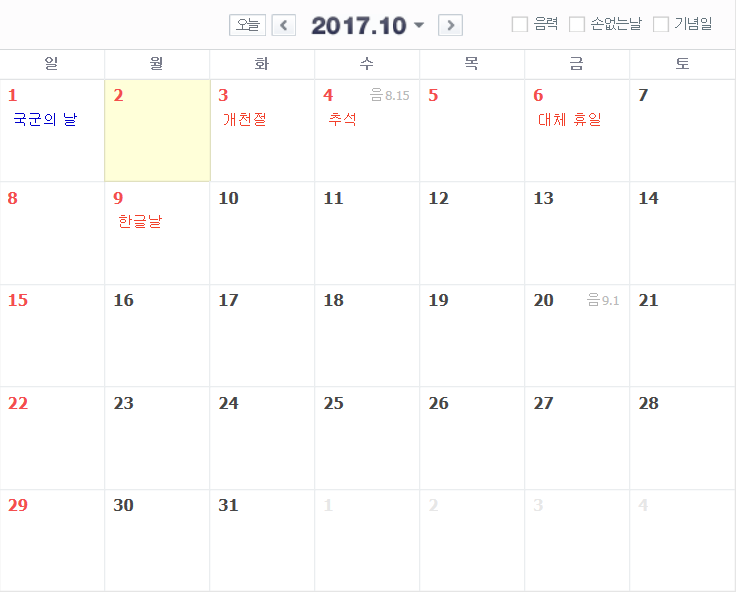 오늘 < 2017.10 > 음력 손없는날 기념일
일 월 화 수 목 금 토
1 2 3 4 음8.15 5 6 7
국군의 날 개천절 추석 대체 휴일
8 9 10 11 12 13 14
한글날
15 16 17 18 19 20 음9.1 21
22 23 24 25 26 27 28
29 30 31 1 2 3 4